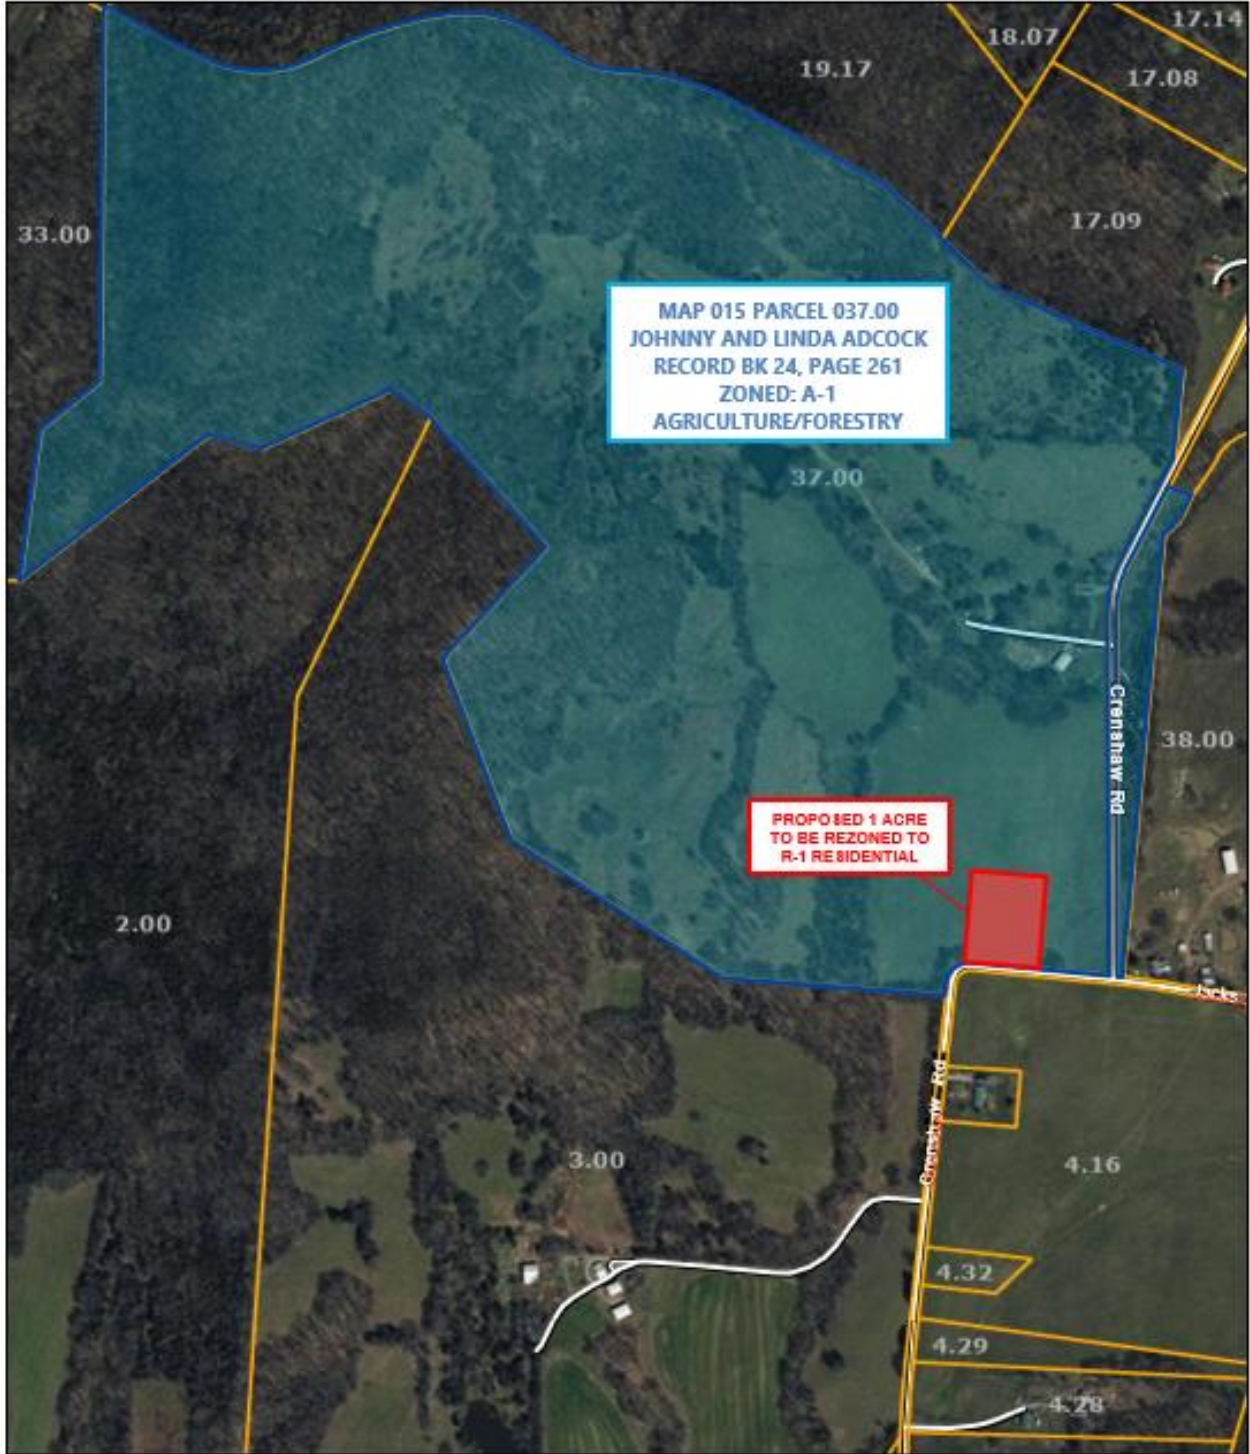 17.14
18.07
19.17
17.08
17.09
33.00
MAP 015 PARCEL 037.00
JOHNNY AND LINDA ADCOCK
RECORD BK 24, PAGE 261
ZONED: A-1
AGRICULTURE/FORESTRY
37.00
Crenshaw Rd
38.00
PROPOSED 1 ACRE
TO BE REZONED TO
R-1 RESIDENTIAL
2.00
Jacks
Crenshaw Rd
3.00
4.16
4.32
4.29
4.28